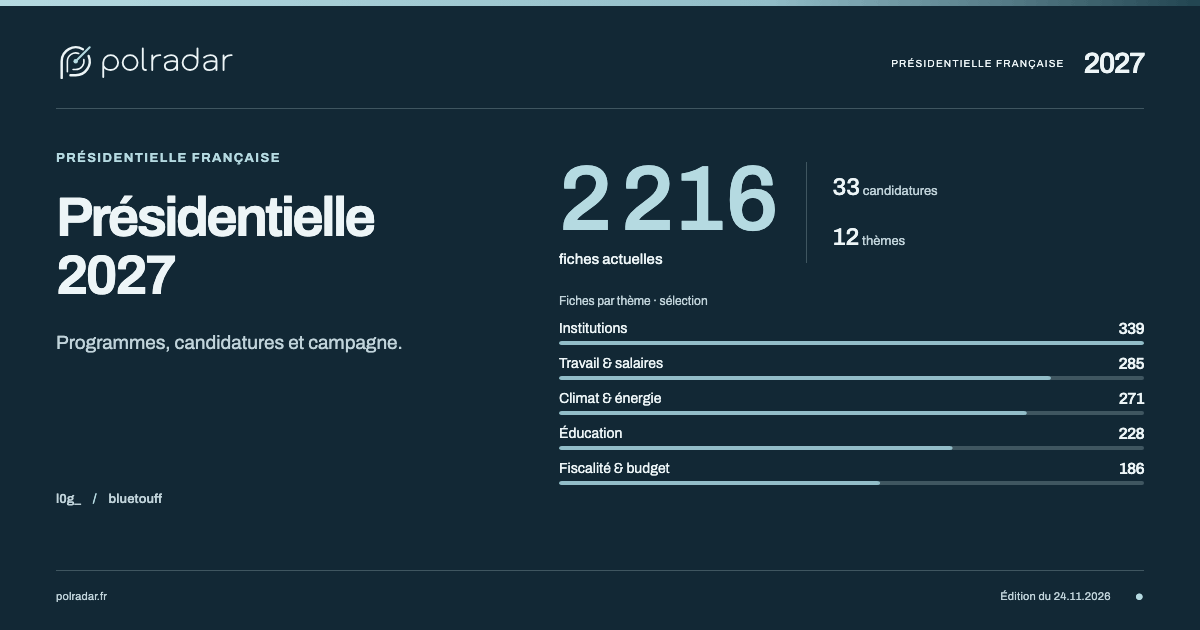 polradar
PRÉSIDENTIELLE FRANÇAISE 2027
PRÉSIDENTIELLE FRANÇAISE
Présidentielle
2027
Programmes, candidatures et campagne.
l0g_ / bluetouff
2 216
fiches actuelles
33 candidatures
12 thèmes
Fiches par thème · sélection
Institutions 339
Travail & salaires 285
Climat & énergie 271
Éducation 228
Fiscalité & budget 186
polradar.fr
Édition du 24.11.2026